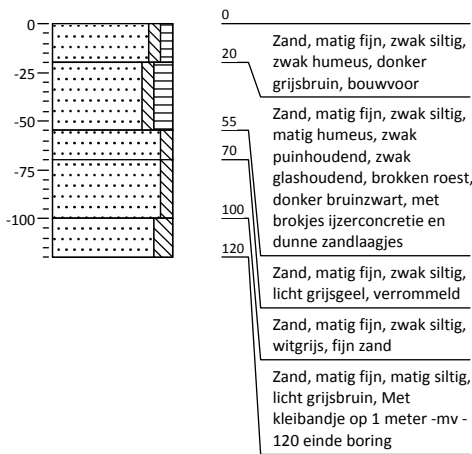 0
-25
-50
-75
-100
0
20
55
70
100
120
Zand, matig fijn, zwak siltig,
zwak humeus, donker
grijsbruin, bouwvoor
Zand, matig fijn, zwak siltig,
matig humeus, zwak
puinhoudend, zwak
glashoudend, brokken roest,
donker bruinzwart, met
brokjes ijzerconcretie en
dunne zandlaagjes
Zand, matig fijn, zwak siltig,
licht grijsgeel, verrommeld
Zand, matig fijn, zwak siltig,
witgrijs, fijn zand
Zand, matig fijn, matig siltig,
licht grijsbruin, Met
kleibandje op 1 meter -mv -
120 einde boring